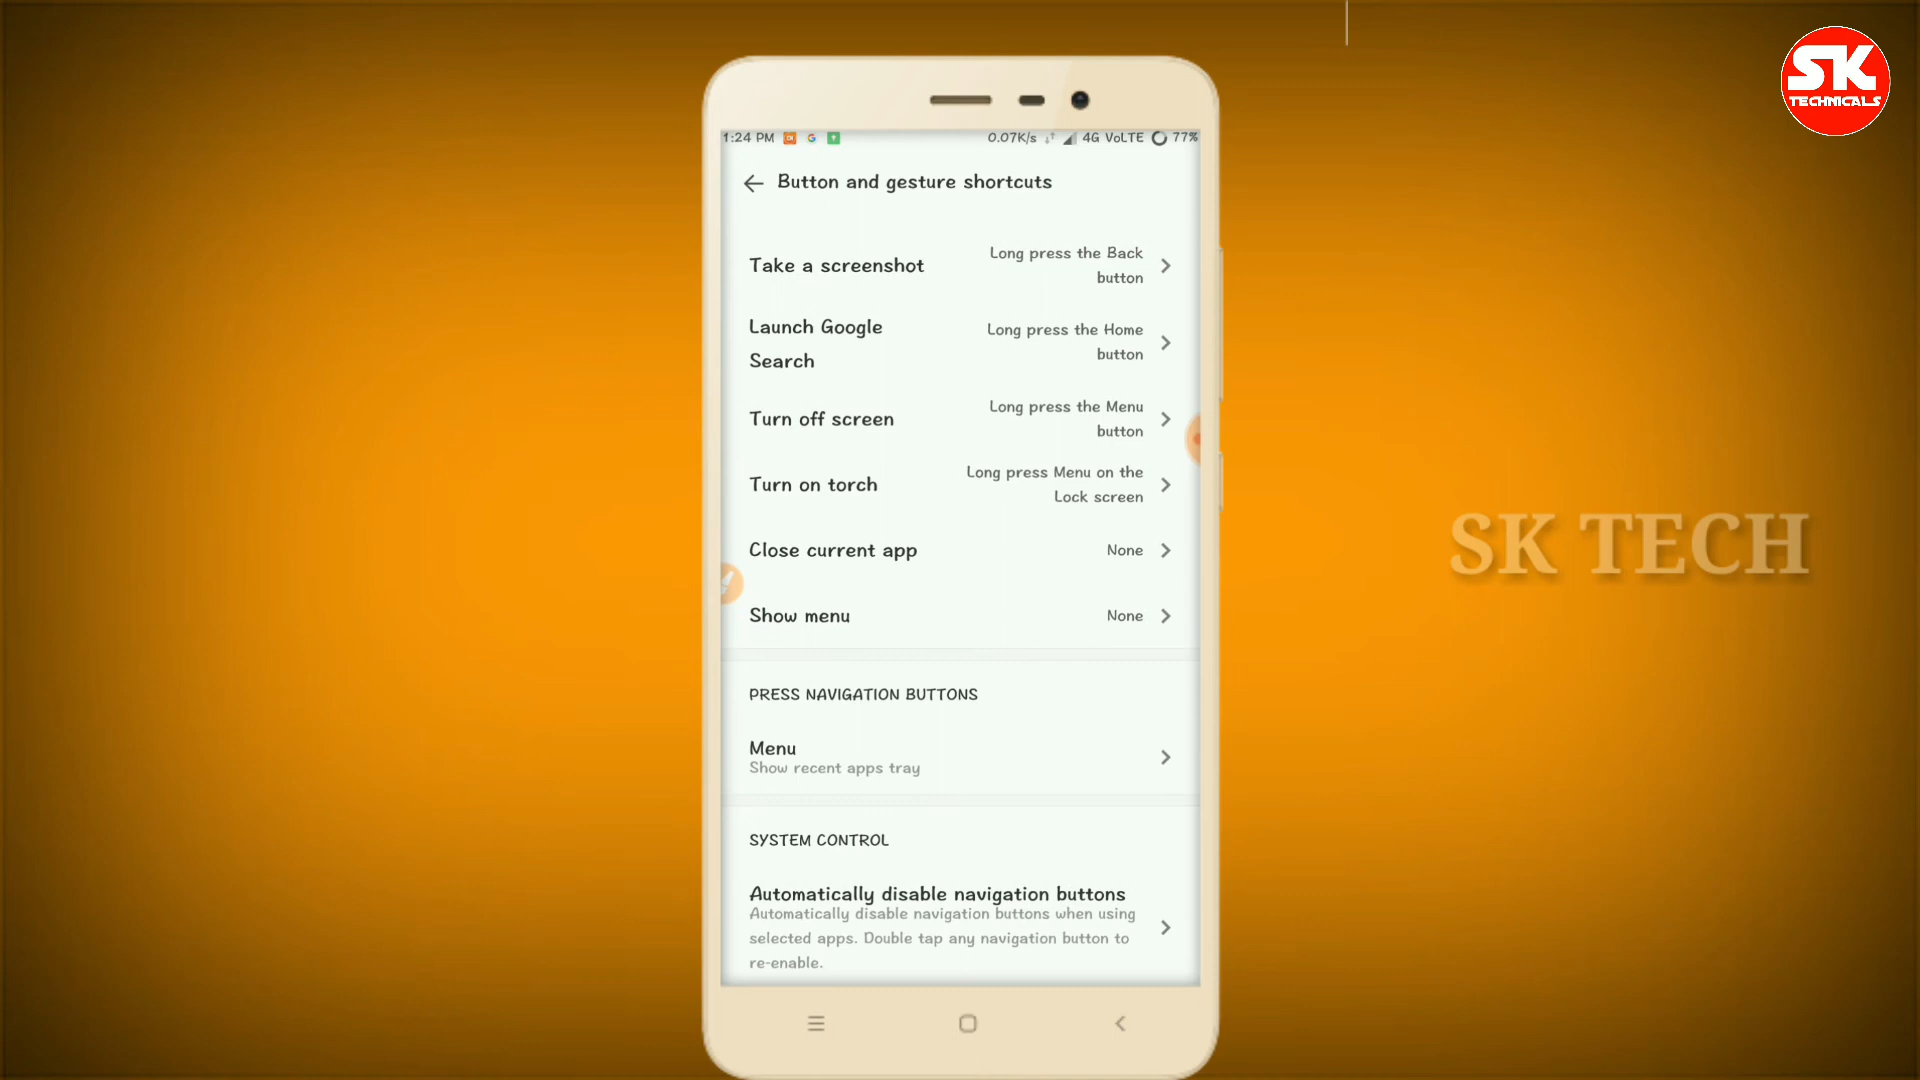 SK
TECHNICALS
1:24 PM 0.07K/s 4G VoLTE 77%
Button and gesture shortcuts
Take a screenshot
Long press the Back
button
Launch Google
Search
Long press the Home
button
Turn off screen
Long press the Menu
button
Turn on torch
Long press Menu on the
Lock screen
Close current app
None
Show menu
None
PRESS NAVIGATION BUTTONS
Menu
Show recent apps tray
SYSTEM CONTROL
Automatically disable navigation buttons
Automatically disable navigation buttons when using
selected apps. Double tap any navigation button to
re-enable.
SK TECH